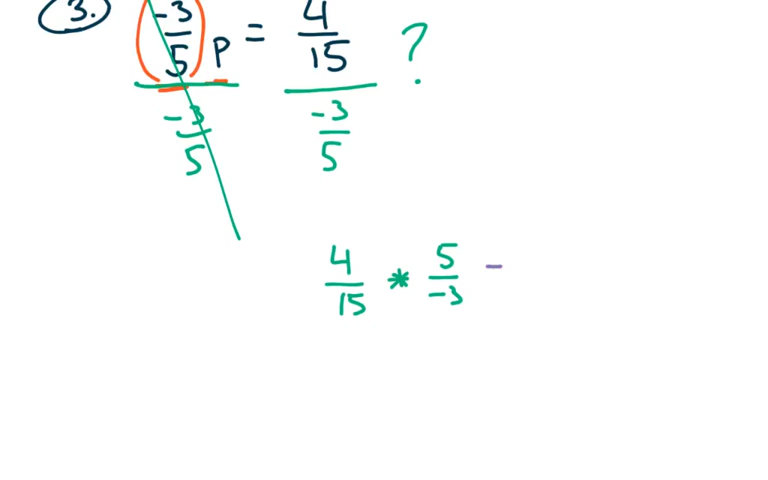 3. (-3/5) p = 4/15 ?
-3/5 -3/5
4/15 * 5/-3 -